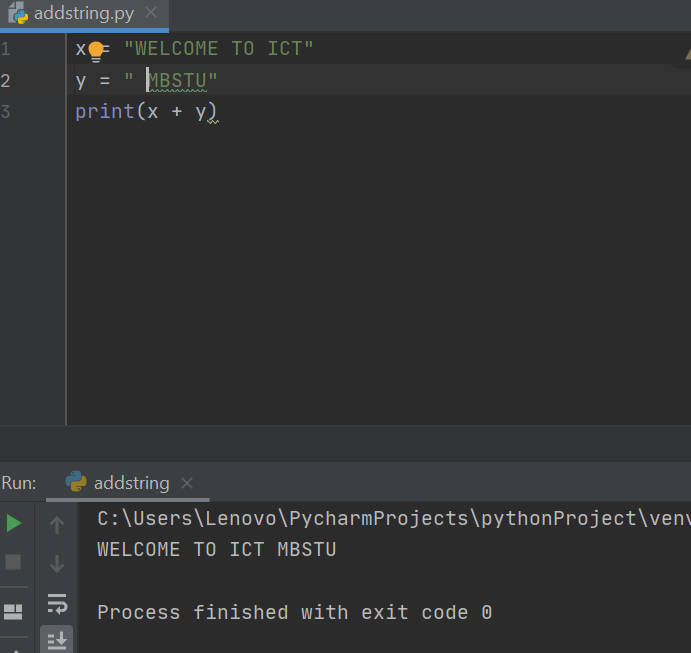 addstring.py
1 x = "WELCOME TO ICT"
2 y = " MBSTU"
3 print(x + y)
Run: addstring
C:\Users\Lenovo\PycharmProjects\pythonProject\venv
WELCOME TO ICT MBSTU
Process finished with exit code 0